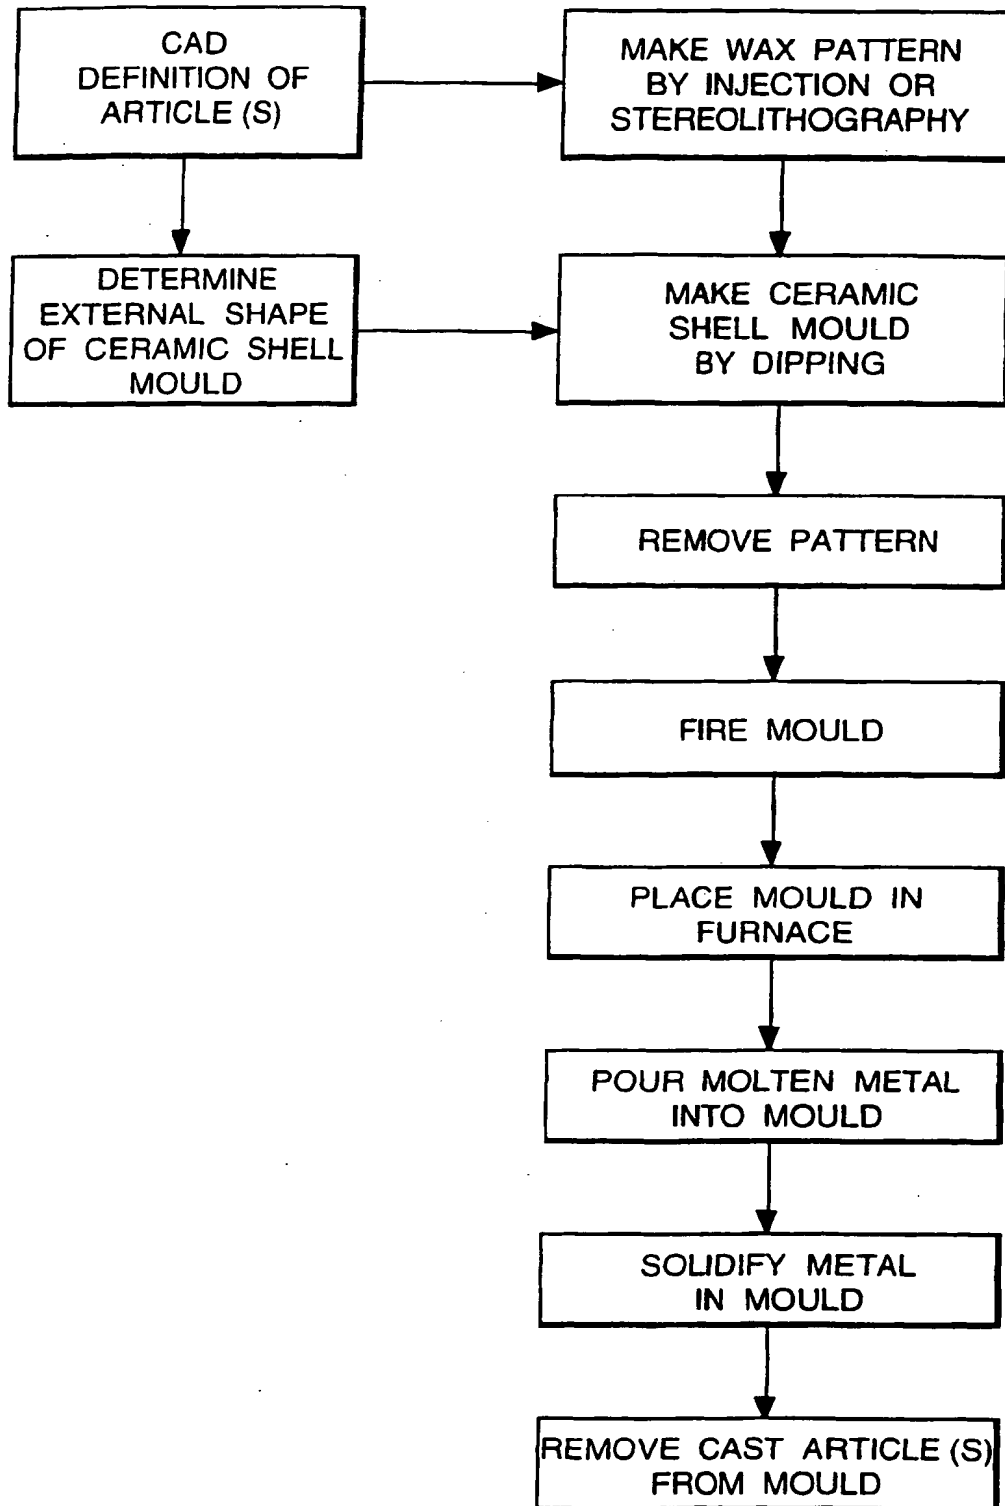 CAD
DEFINITION OF
ARTICLE (S)
MAKE WAX PATTERN
BY INJECTION OR
STEREOLITHOGRAPHY
DETERMINE
EXTERNAL SHAPE
OF CERAMIC SHELL
MOULD
MAKE CERAMIC
SHELL MOULD
BY DIPPING
REMOVE PATTERN
FIRE MOULD
PLACE MOULD IN
FURNACE
POUR MOLTEN METAL
INTO MOULD
SOLIDIFY METAL
IN MOULD
REMOVE CAST ARTICLE (S)
FROM MOULD